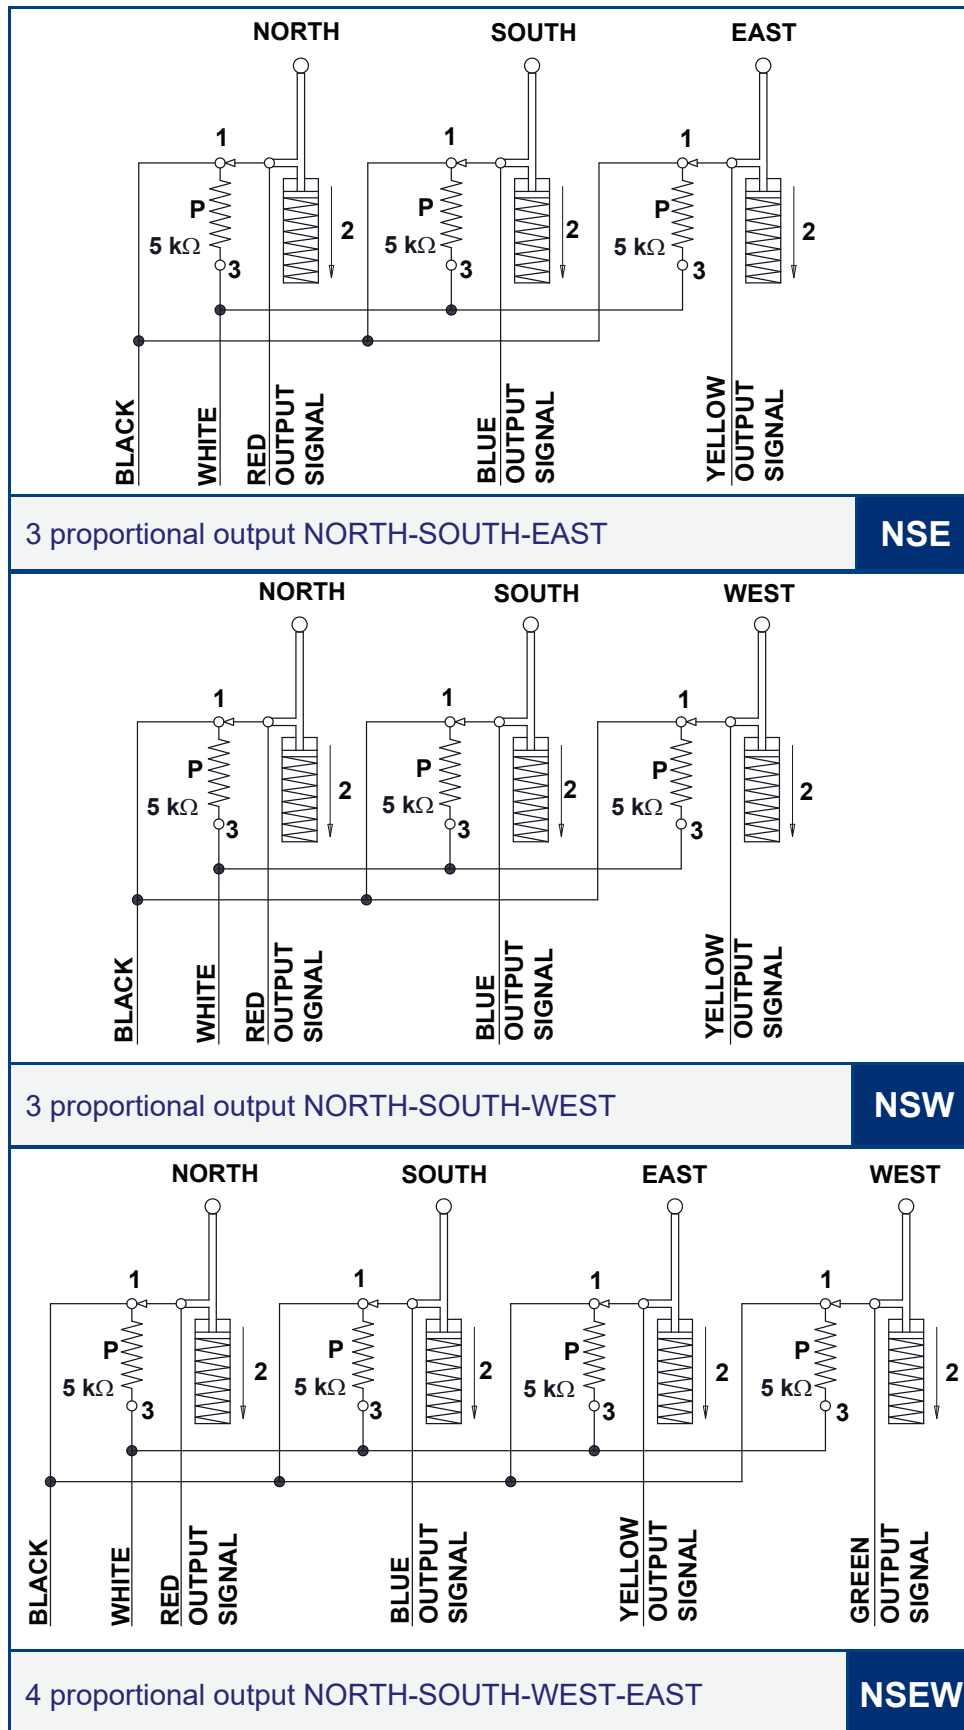 NORTH SOUTH EAST
1 1 1
P P P
2 2 2
5 kΩ 5 kΩ 5 kΩ
3 3 3
BLACK
WHITE
RED
OUTPUT
SIGNAL
BLUE
OUTPUT
SIGNAL
YELLOW
OUTPUT
SIGNAL
3 proportional output NORTH-SOUTH-EAST NSE
NORTH SOUTH WEST
1 1 1
P P P
2 2 2
5 kΩ 5 kΩ 5 kΩ
3 3 3
BLACK
WHITE
RED
OUTPUT
SIGNAL
BLUE
OUTPUT
SIGNAL
YELLOW
OUTPUT
SIGNAL
3 proportional output NORTH-SOUTH-WEST NSW
NORTH SOUTH EAST WEST
1 1 1 1
P P P P
2 2 2 2
5 kΩ 5 kΩ 5 kΩ 5 kΩ
3 3 3 3
BLACK
WHITE
RED
OUTPUT
SIGNAL
BLUE
OUTPUT
SIGNAL
YELLOW
OUTPUT
SIGNAL
GREEN
OUTPUT
SIGNAL
4 proportional output NORTH-SOUTH-WEST-EAST NSEW